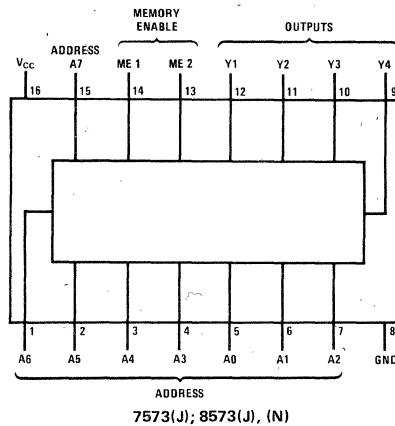 MEMORY
ENABLE
OUTPUTS
ADDRESS
VCC A7 ME 1 ME 2 Y1 Y2 Y3 Y4
16 15 14 13 12 11 10 9
1 2 3 4 5 6 7 8
A6 A5 A4 A3 A0 A1 A2 GND
ADDRESS
7573(J); 8573(J), (N)